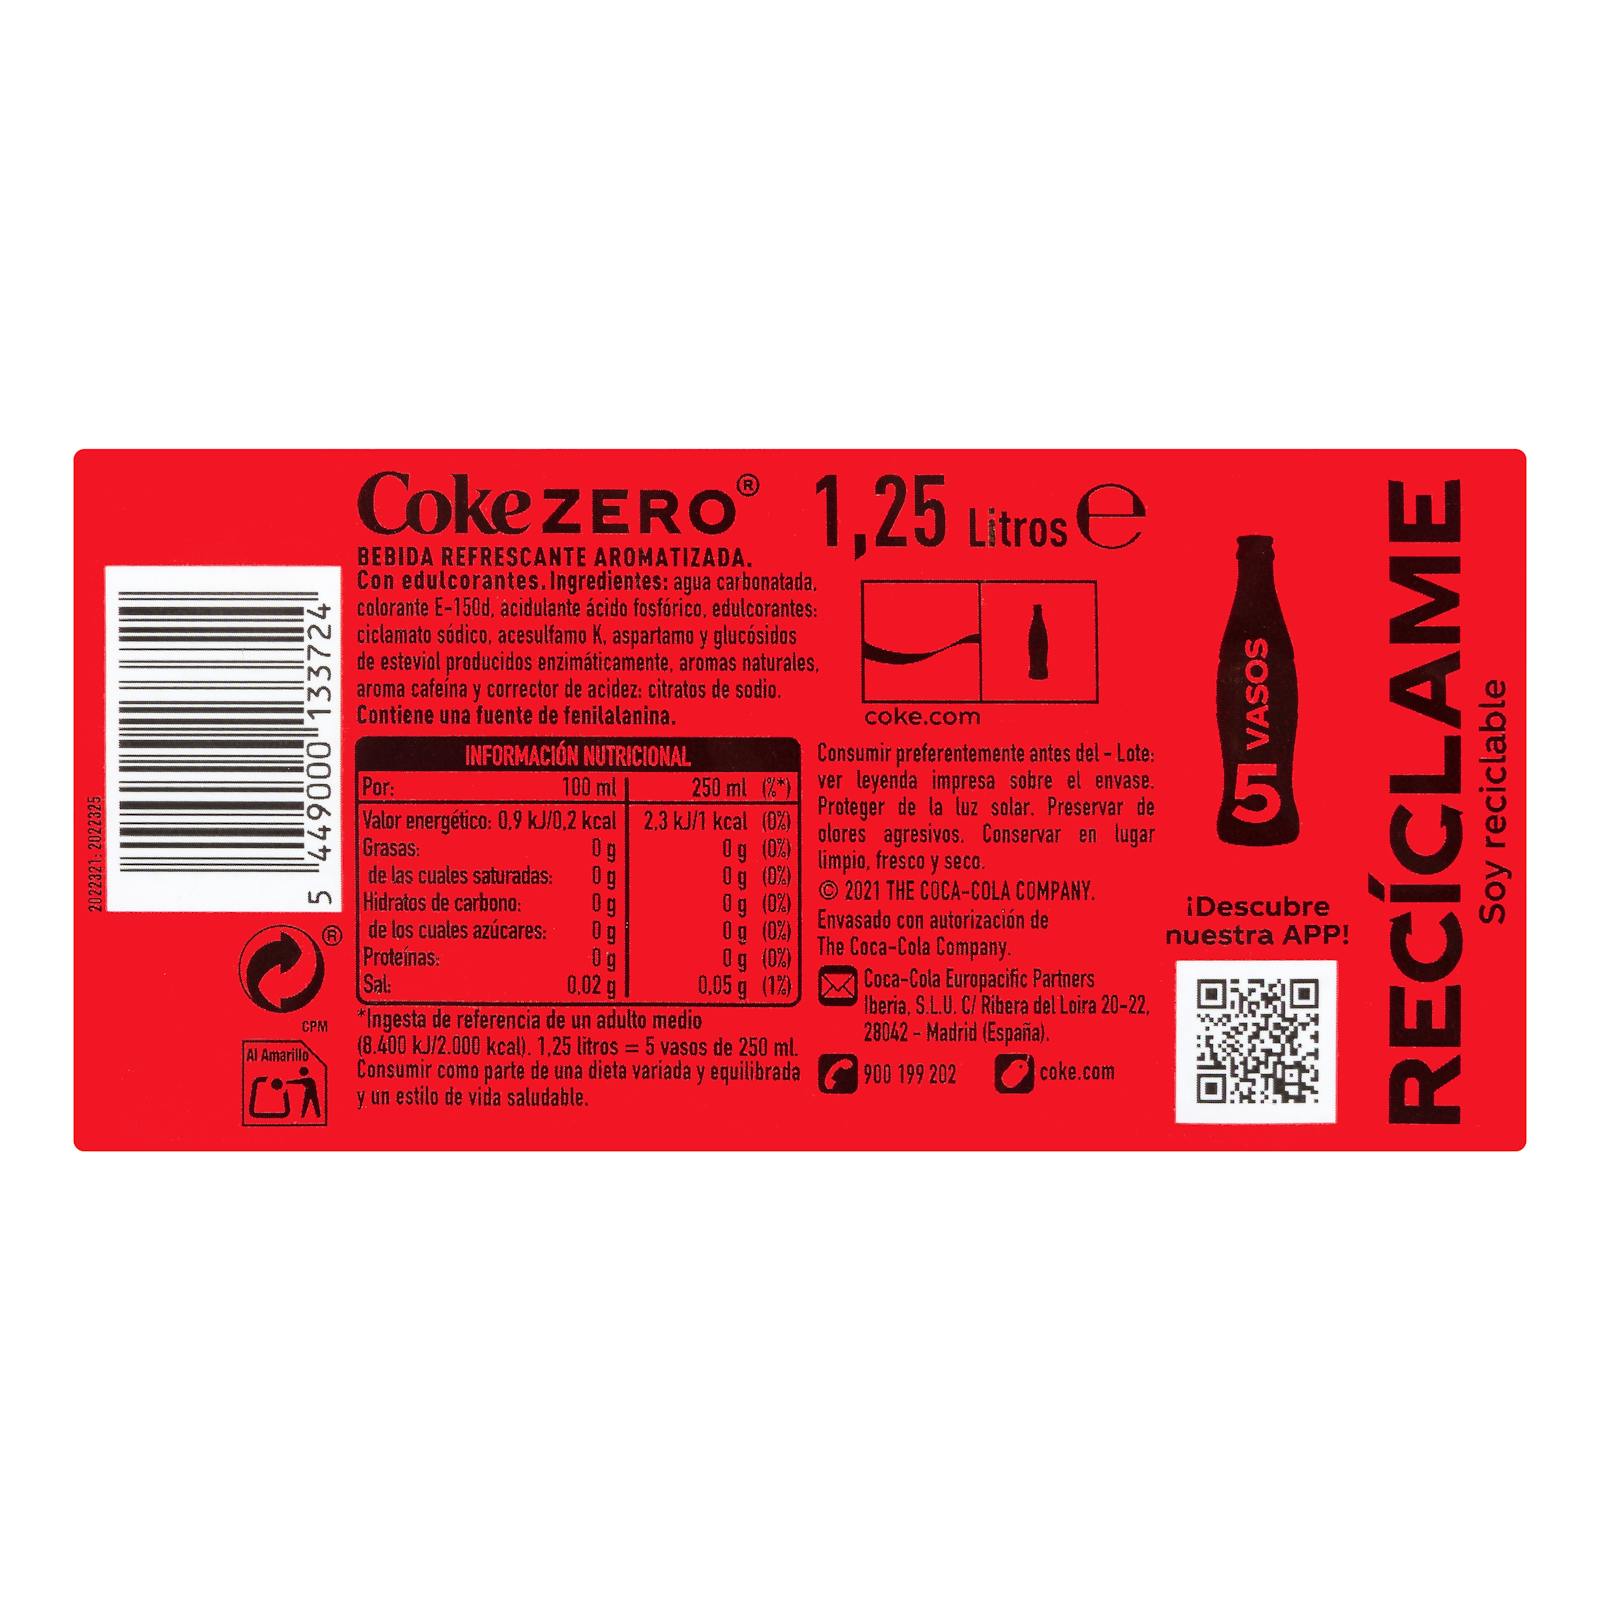 Coke ZERO®
BEBIDA REFRESCANTE AROMATIZADA.
Con edulcorantes. Ingredientes: agua carbonatada,
colorante E-150d, acidulante ácido fosfórico, edulcorantes:
ciclamato sódico, acesulfamo K, aspartamo y glucósidos
de esteviol producidos enzimáticamente, aromas naturales,
aroma cafeína y corrector de acidez: citratos de sodio.
Contiene una fuente de fenilalanina.
INFORMACIÓN NUTRICIONAL
Por: 100 ml 250 ml (%*)
Valor energético: 0,9 kJ/0,2 kcal 2,3 kJ/1 kcal (0%)
Grasas: 0 g 0 g (0%)
de las cuales saturadas: 0 g 0 g (0%)
Hidratos de carbono: 0 g 0 g (0%)
de los cuales azúcares: 0 g 0 g (0%)
Proteínas: 0 g 0 g (0%)
Sal: 0,02 g 0,05 g (1%)
*Ingesta de referencia de un adulto medio
(8.400 kJ/2.000 kcal). 1,25 litros = 5 vasos de 250 ml.
Consumir como parte de una dieta variada y equilibrada
y un estilo de vida saludable.
2022321: 2022325
5 449000 133724
®
CPM
Al Amarillo
1,25 Litros e
coke.com
Consumir preferentemente antes del - Lote:
ver leyenda impresa sobre el envase.
Proteger de la luz solar. Preservar de
olores agresivos. Conservar en lugar
limpio, fresco y seco.
© 2021 THE COCA-COLA COMPANY.
Envasado con autorización de
The Coca-Cola Company.
Coca-Cola Europacific Partners
Iberia, S.L.U. C/ Ribera del Loira 20-22,
28042 - Madrid (España).
900 199 202 coke.com
5 VASOS
¡Descubre
nuestra APP!
RECÍCLAME
Soy reciclable